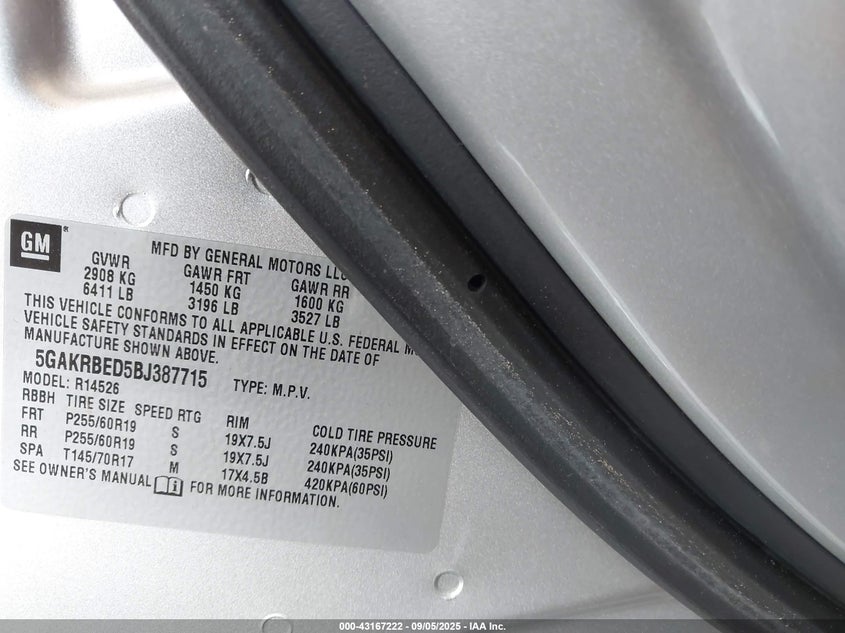 GM
MFD BY GENERAL MOTORS LLC
GVWR GAWR FRT GAWR RR
2908 KG 1450 KG 1600 KG
6411 LB 3196 LB 3527 LB
THIS VEHICLE CONFORMS TO ALL APPLICABLE U.S. FEDERAL
VEHICLE SAFETY STANDARDS IN EFFECT ON THE DATE OF
MANUFACTURE SHOWN ABOVE.
5GAKRBED5BJ387715 TYPE: M.P.V.
MODEL: R14526
RBBH TIRE SIZE SPEED RTG RIM COLD TIRE PRESSURE
FRT P255/60R19 S 19X7.5J 240KPA(35PSI)
RR P255/60R19 S 19X7.5J 240KPA(35PSI)
SPA T145/70R17 M 17X4.5B 420KPA(60PSI)
SEE OWNER'S MANUAL FOR MORE INFORMATION.
000-43167222 - 09/05/2025 - IAA Inc.